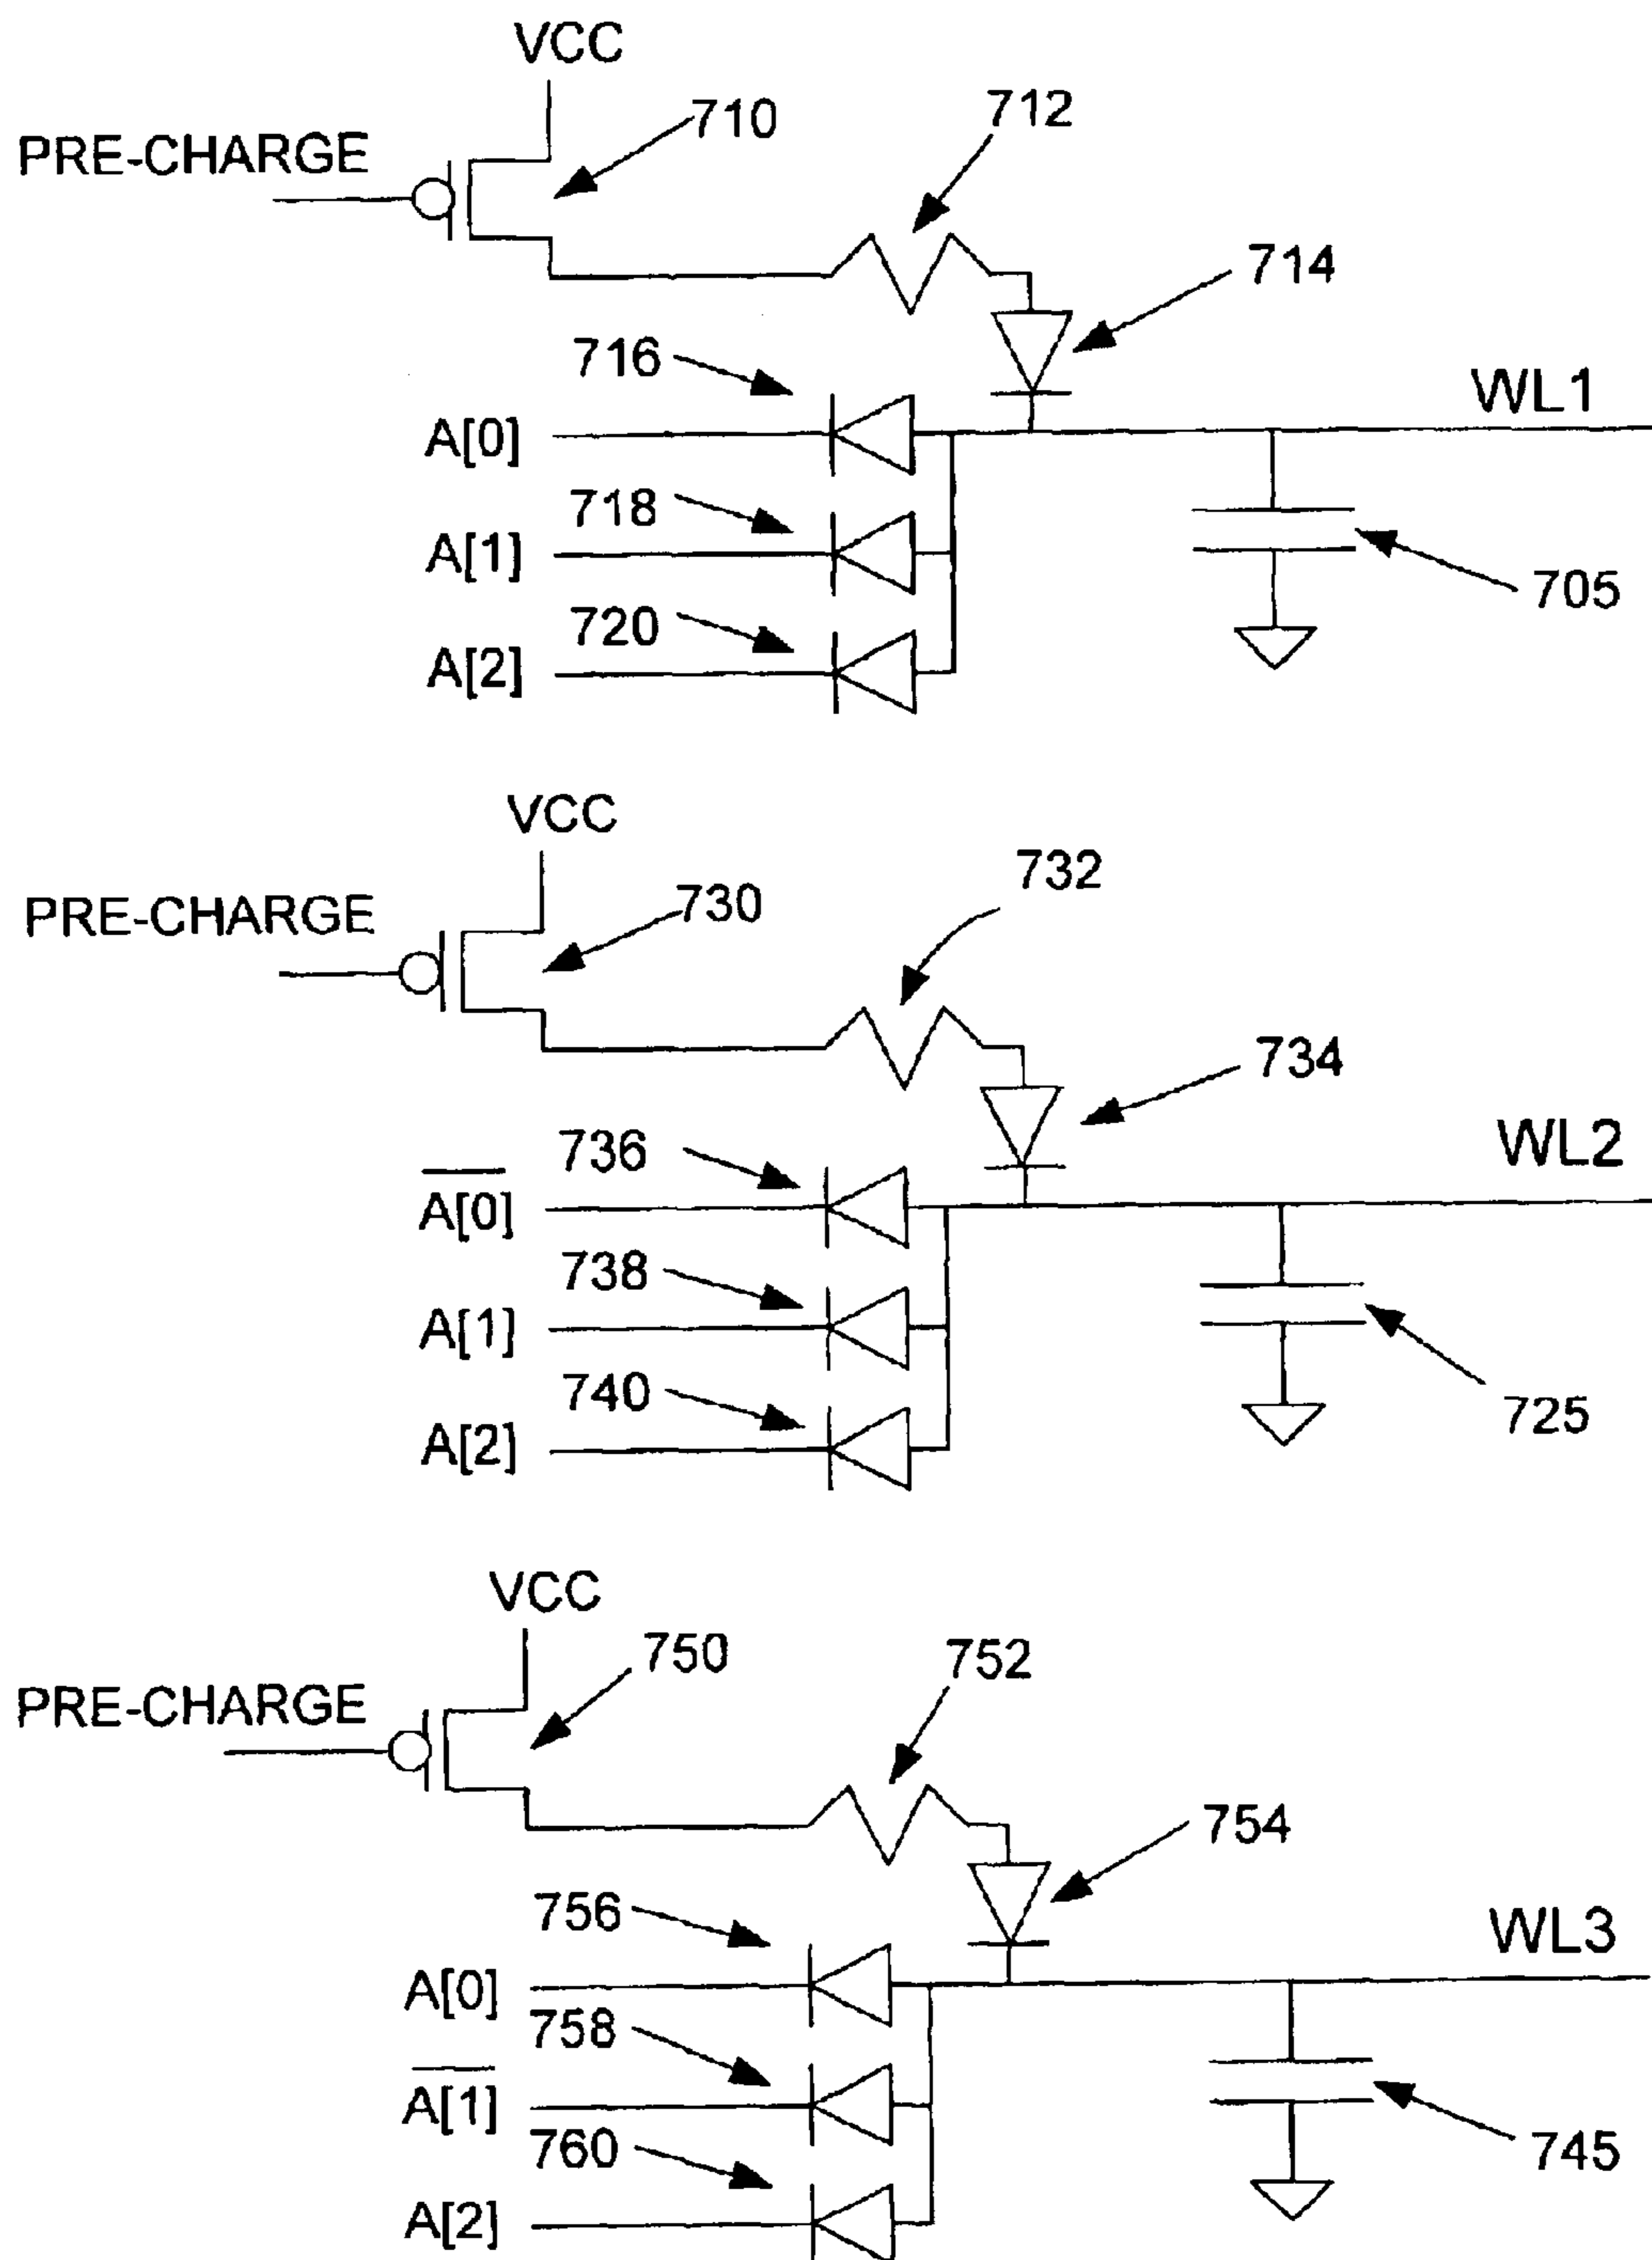 VCC
710
712
PRE-CHARGE
714
716
WL1
A[0]
718
A[1]
705
720
A[2]
VCC
732
730
PRE-CHARGE
734
736
WL2
A̅[̅0̅]̅
738
A[1]
740
725
A[2]
VCC
750
752
PRE-CHARGE
754
756
WL3
A[0]
758
A̅[̅1̅]̅
760
745
A[2]